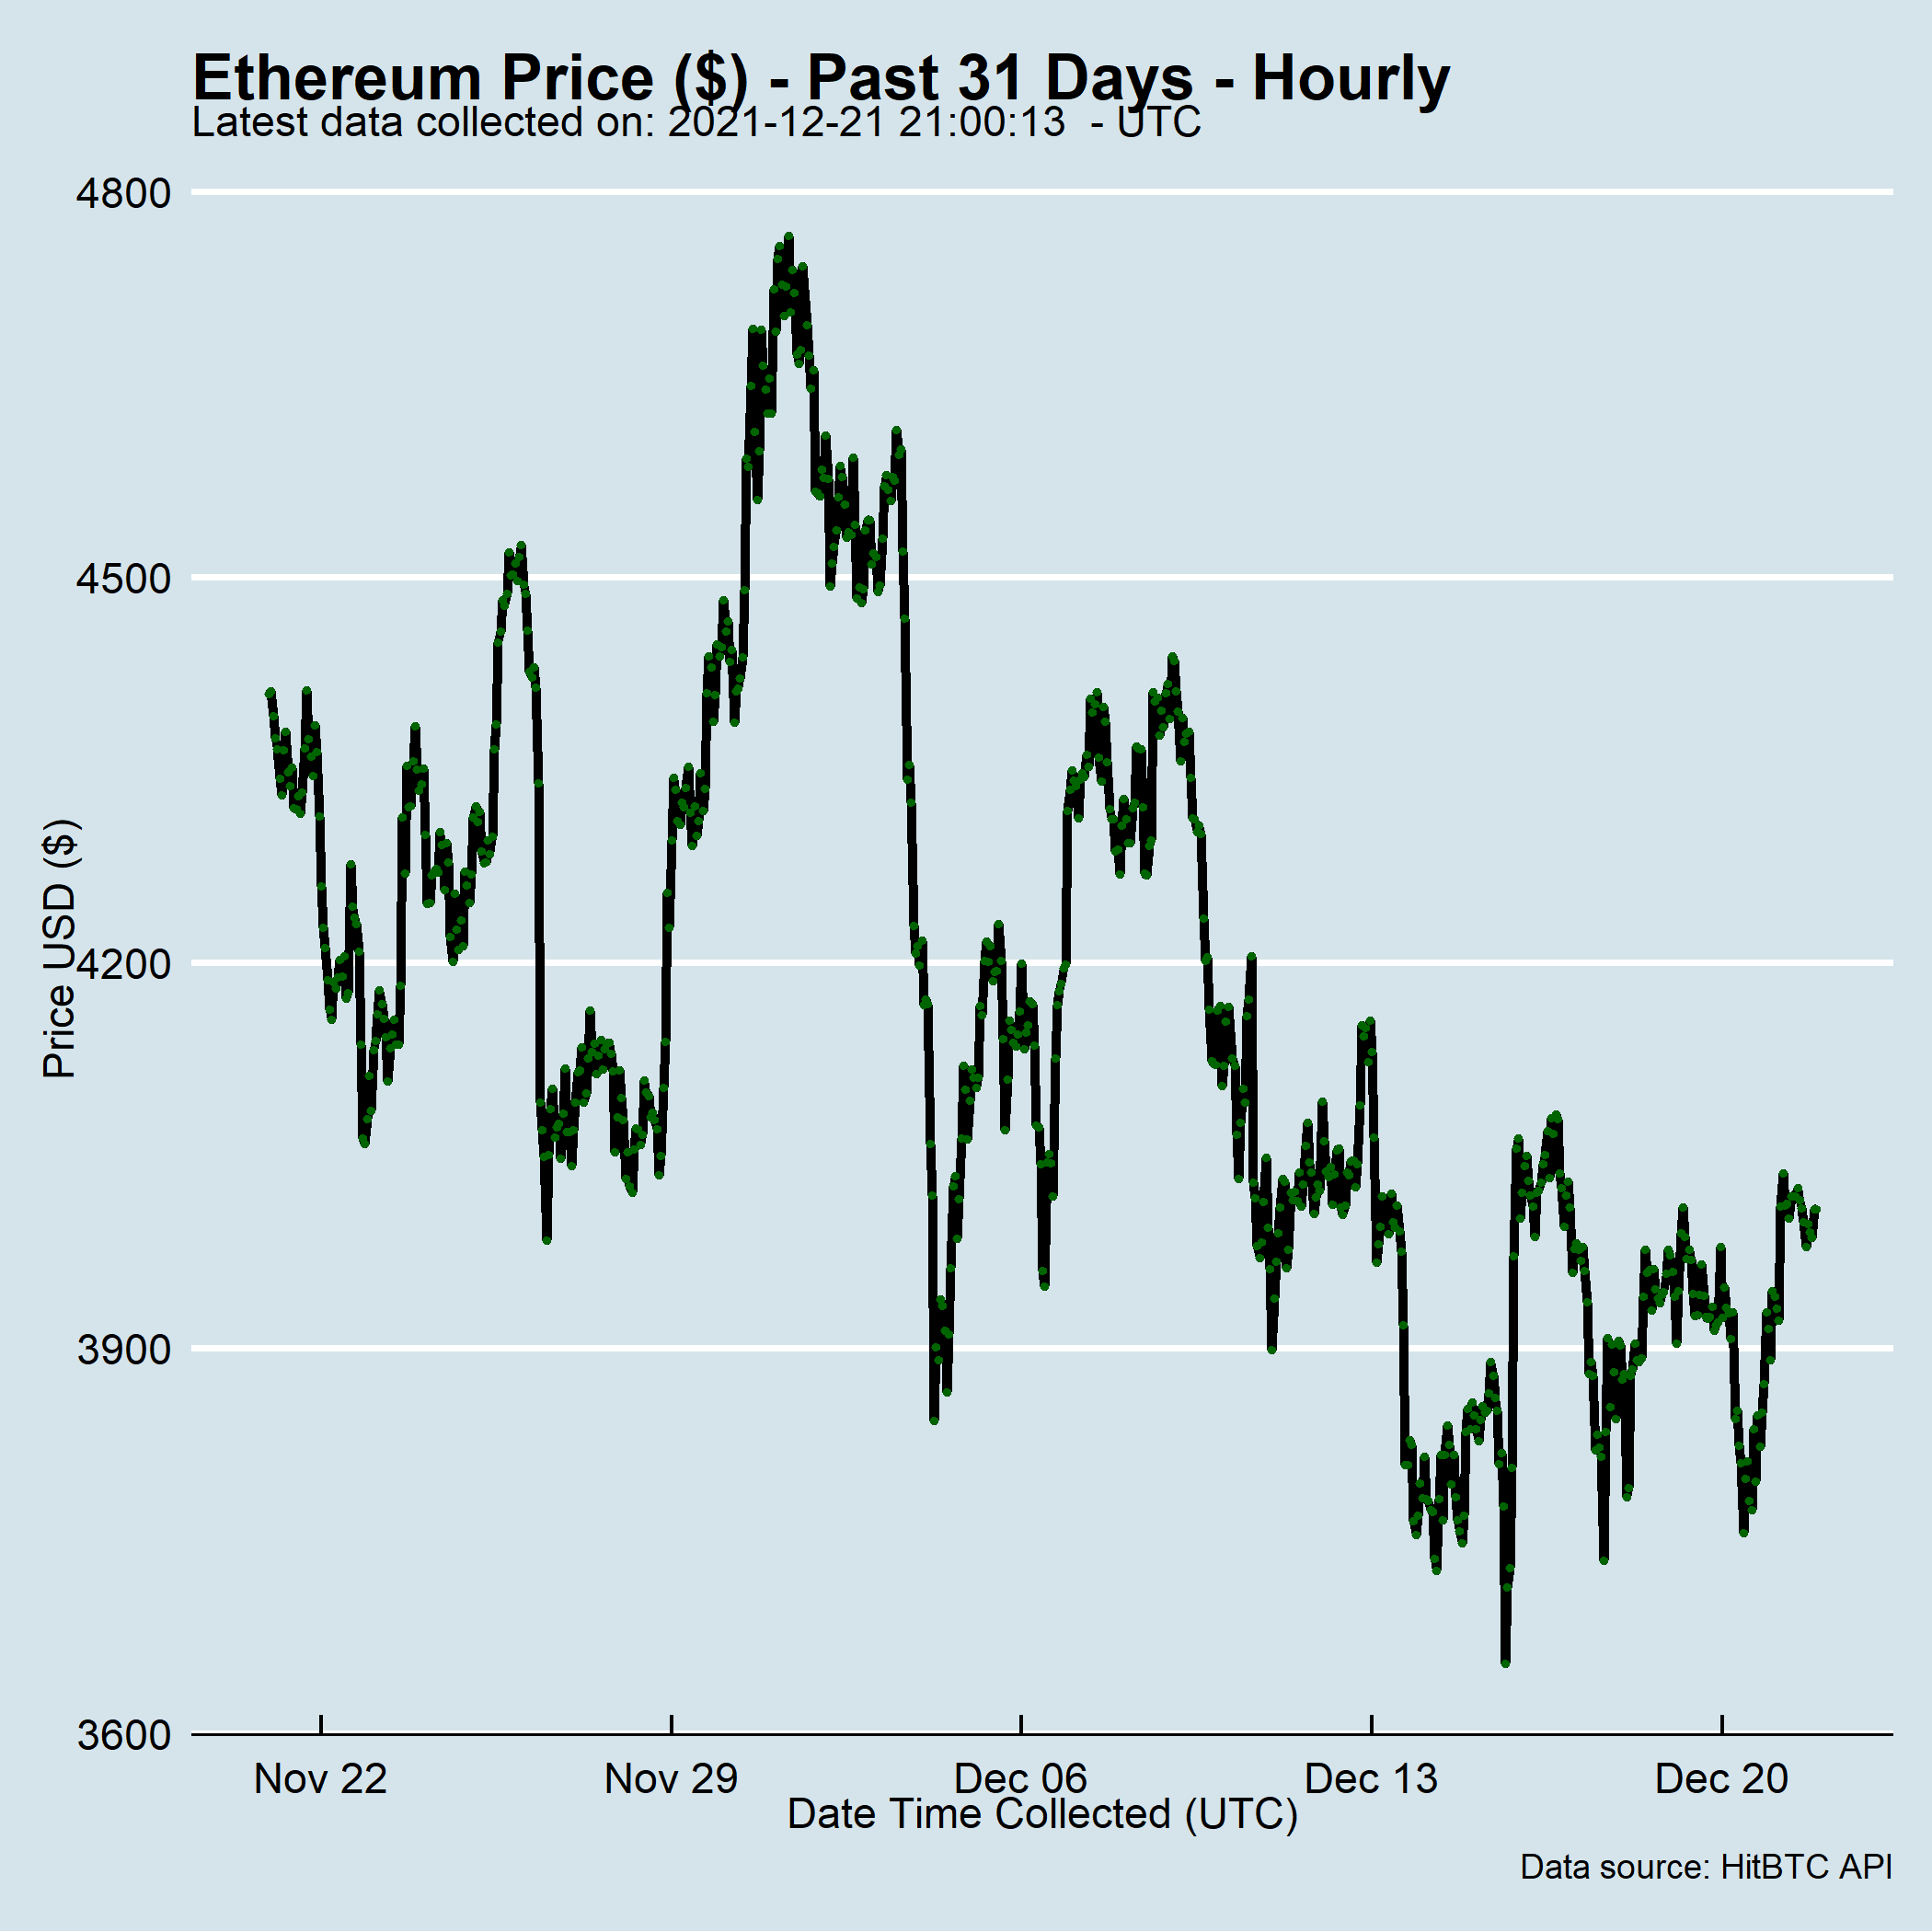 Ethereum Price ($) - Past 31 Days - Hourly
Latest data collected on: 2021-12-21 21:00:13  - UTC
Price USD ($)
4800
4500
4200
3900
3600
Nov 22 Nov 29 Dec 06 Dec 13 Dec 20
Date Time Collected (UTC)
Data source: HitBTC API